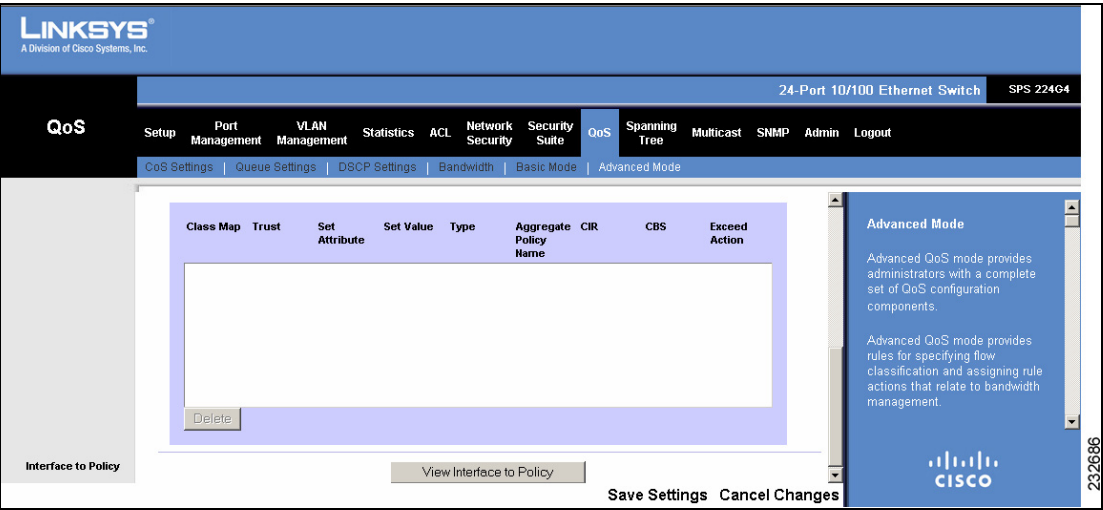 LINKSYS®
A Division of Cisco Systems, Inc.
24-Port 10/100 Ethernet Switch SPS 224G4
QoS
Setup Port Management VLAN Management Statistics ACL Network Security Security Suite QoS Spanning Tree Multicast SNMP Admin Logout
CoS Settings | Queue Settings | DSCP Settings | Bandwidth | Basic Mode | Advanced Mode
Class Map Trust Set Attribute Set Value Type Aggregate Policy Name CIR CBS Exceed Action
Delete
Interface to Policy
View Interface to Policy
Save Settings Cancel Changes
Advanced Mode
Advanced QoS mode provides
administrators with a complete
set of QoS configuration
components.
Advanced QoS mode provides
rules for specifying flow
classification and assigning rule
actions that relate to bandwidth
management.
CISCO
232686